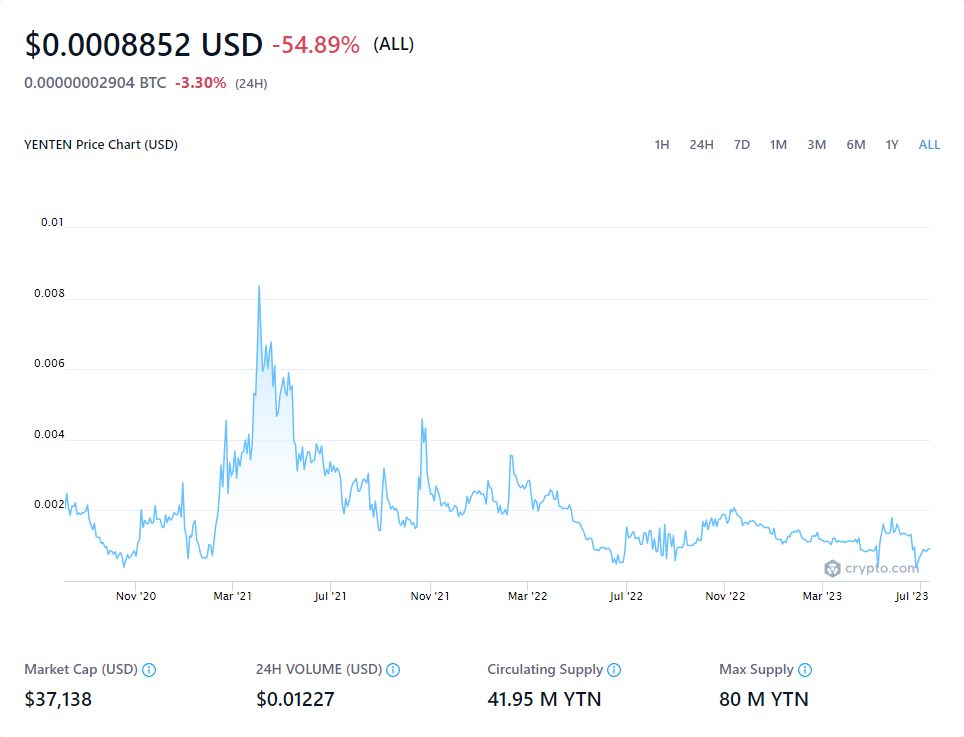 $0.0008852 USD -54.89% (ALL)
0.00000002904 BTC -3.30% (24H)
YENTEN Price Chart (USD) 1H 24H 7D 1M 3M 6M 1Y ALL
0.01
0.008
0.006
0.004
0.002
crypto.com
Nov '20 Mar '21 Jul '21 Nov '21 Mar '22 Jul '22 Nov '22 Mar '23 Jul '23
Market Cap (USD) 24H VOLUME (USD) Circulating Supply Max Supply
$37,138 $0.01227 41.95 M YTN 80 M YTN